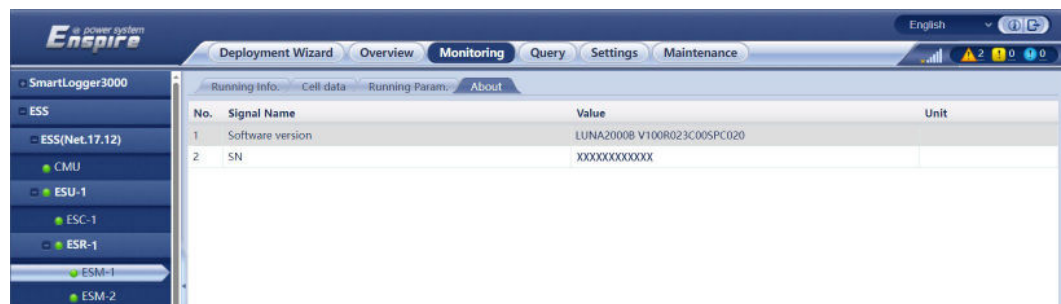 e power system
Enspire
English
Deployment Wizard Overview Monitoring Query Settings Maintenance
2 0 0
SmartLogger3000
ESS
ESS(Net.17.12)
CMU
ESU-1
ESC-1
ESR-1
ESM-1
ESM-2
Running Info. Cell data Running Param. About
No. Signal Name Value Unit
1 Software version LUNA2000B V100R023C00SPC020
2 SN XXXXXXXXXXXX